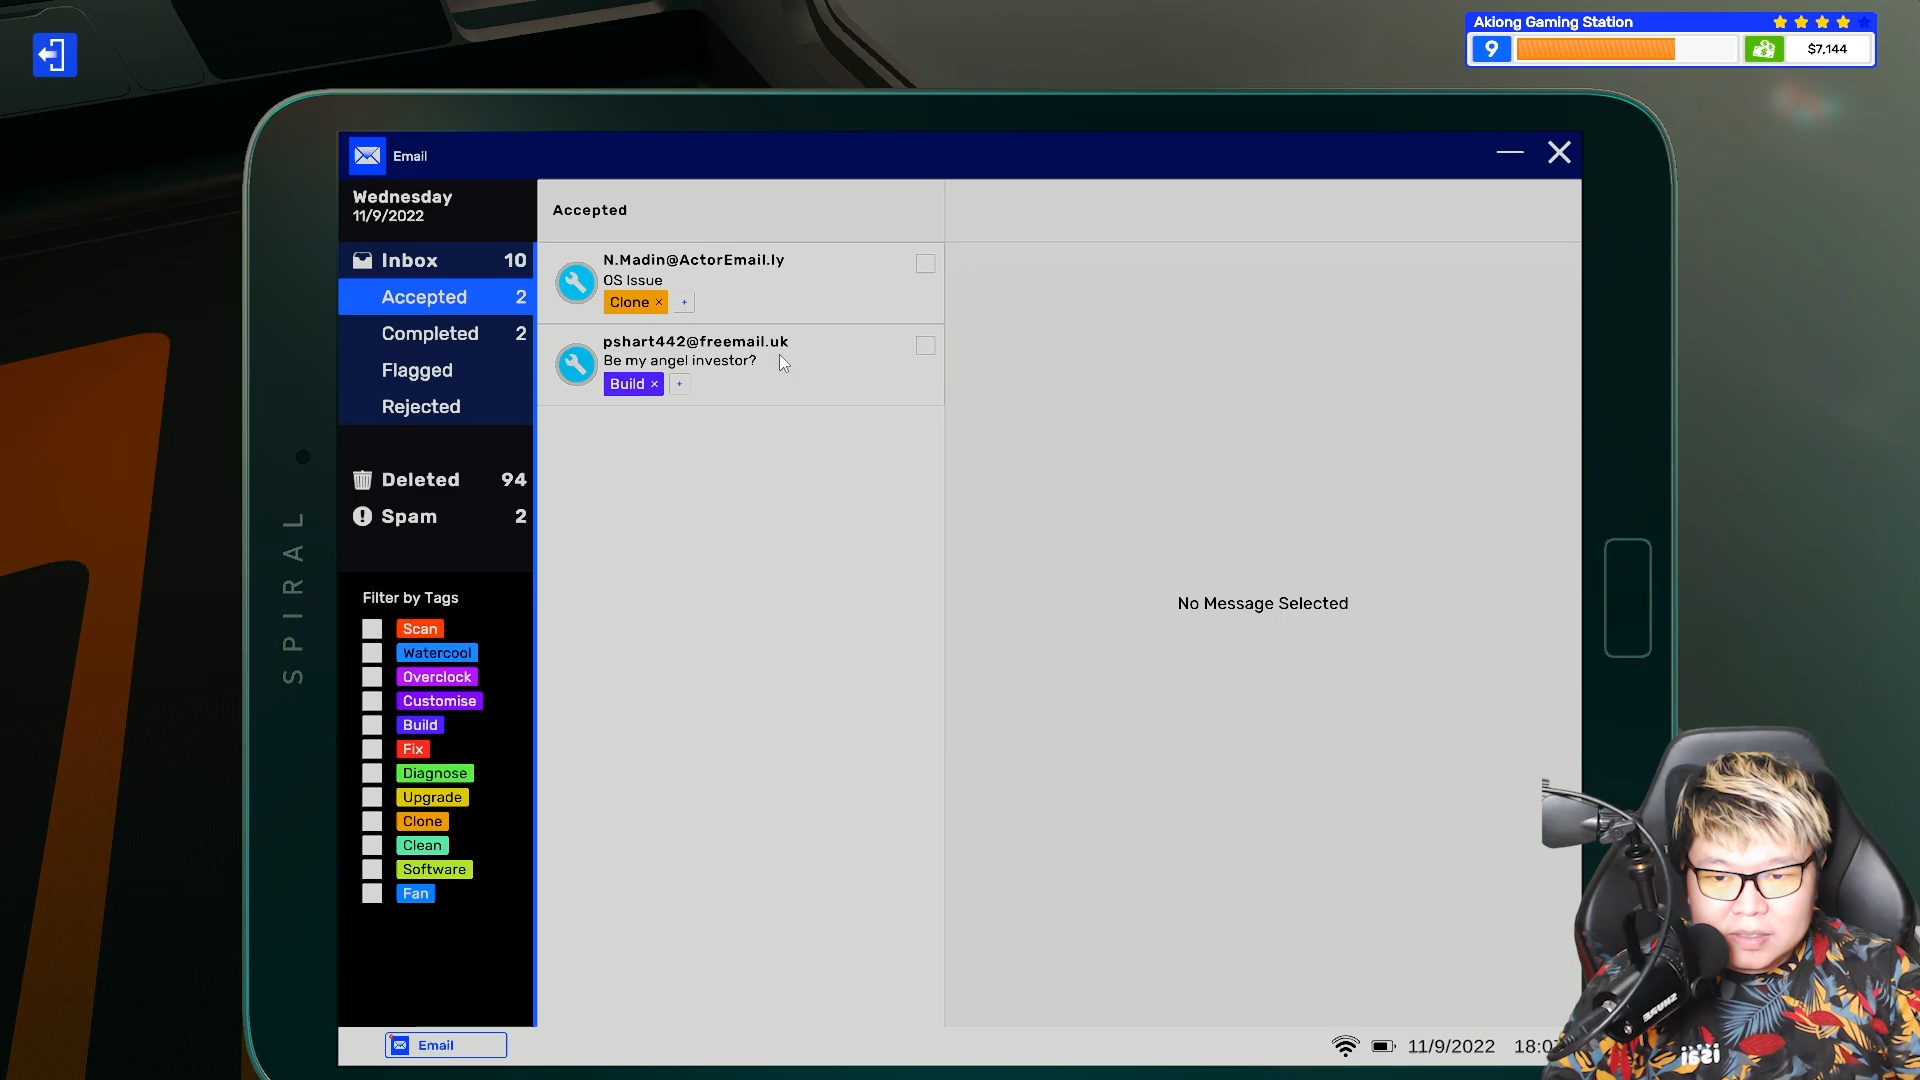 Akiong Gaming Station
9
$7,144
Email
Wednesday
11/9/2022
Inbox 10
Accepted 2
Completed 2
Flagged
Rejected
Deleted 94
Spam 2
Filter by Tags
Scan
Watercool
Overclock
Customise
Build
Fix
Diagnose
Upgrade
Clone
Clean
Software
Fan
Accepted
N.Madin@ActorEmail.ly
OS Issue
Clone × +
pshart442@freemail.uk
Be my angel investor?
Build × +
No Message Selected
SPIRAL
Email
11/9/2022